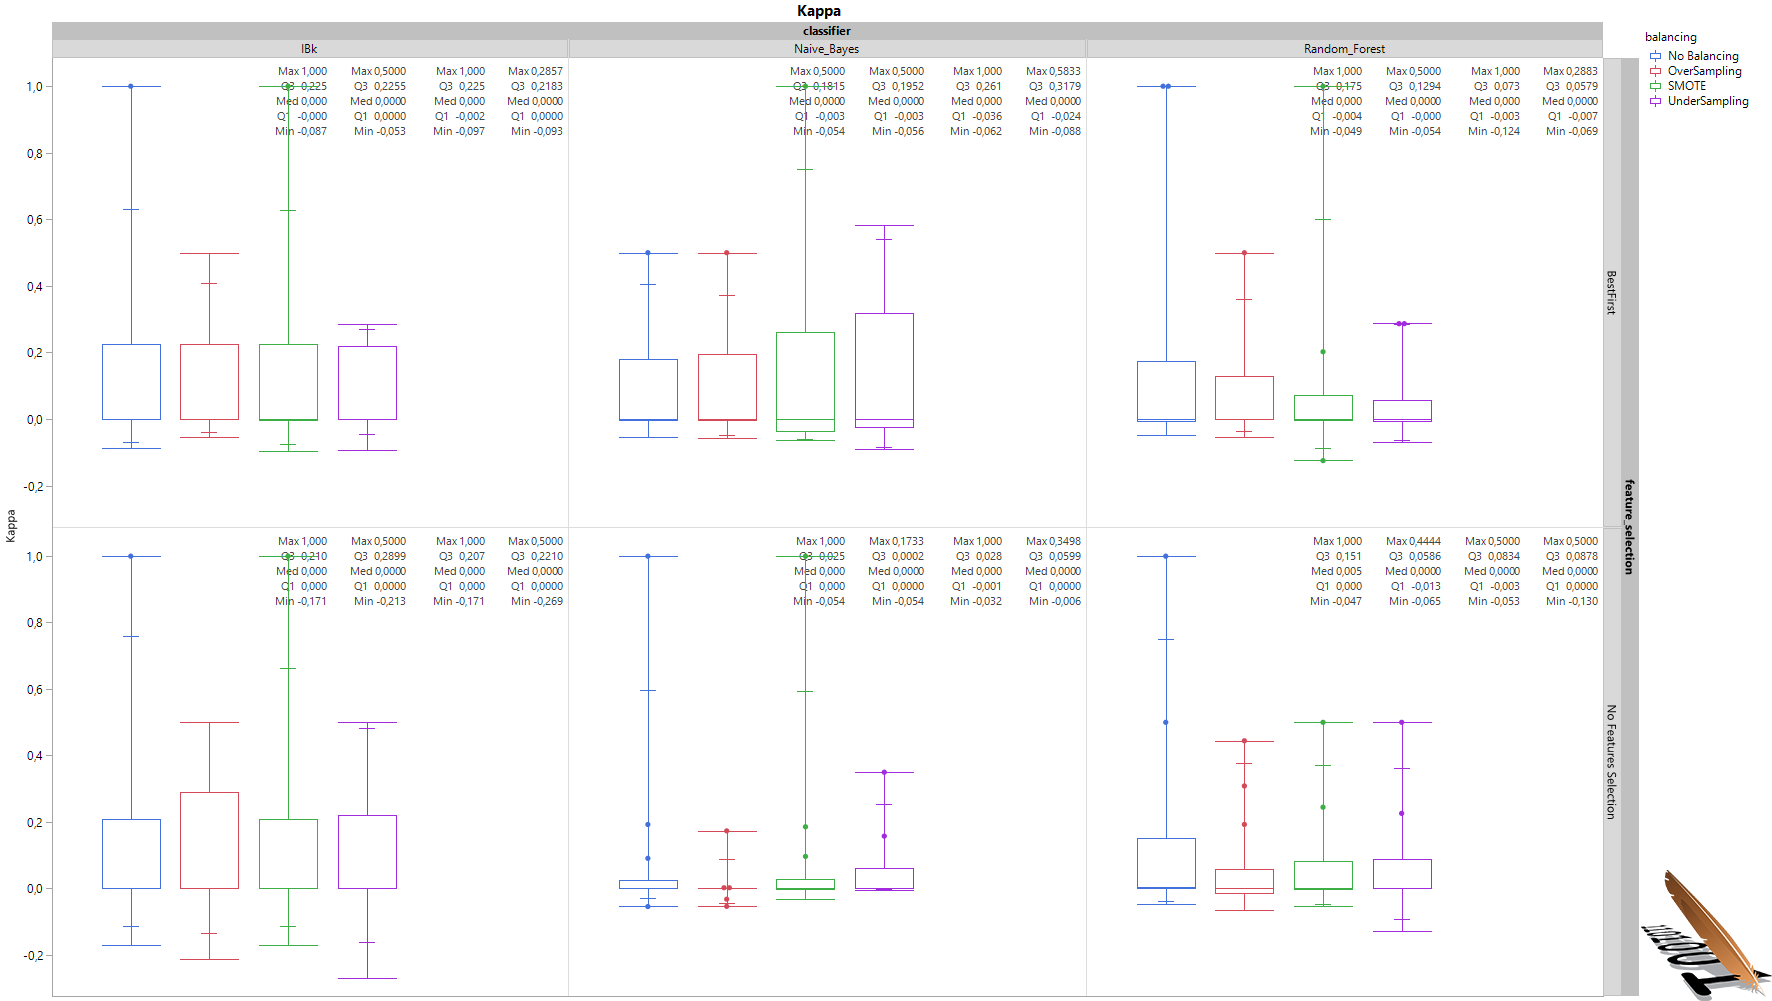 Kappa
classifier
IBk Naive_Bayes Random_Forest
balancing
No Balancing
OverSampling
SMOTE
UnderSampling
Max 1,000 Max 0,5000 Max 1,000 Max 0,2857 Max 0,5000 Max 0,5000 Max 1,000 Max 0,5833 Max 1,000 Max 0,5000 Max 1,000 Max 0,2883
Q3 0,225 Q3 0,2255 Q3 0,225 Q3 0,2183 Q3 0,1815 Q3 0,1952 Q3 0,261 Q3 0,3179 Q3 0,175 Q3 0,1294 Q3 0,073 Q3 0,0579
Med 0,000 Med 0,0000 Med 0,000 Med 0,0000 Med 0,0000 Med 0,0000 Med 0,000 Med 0,0000 Med 0,000 Med 0,0000 Med 0,000 Med 0,0000
Q1 -0,000 Q1 0,0000 Q1 -0,002 Q1 0,0000 Q1 -0,003 Q1 -0,003 Q1 -0,036 Q1 -0,024 Q1 -0,004 Q1 -0,000 Q1 -0,003 Q1 -0,007
Min -0,087 Min -0,053 Min -0,097 Min -0,093 Min -0,054 Min -0,056 Min -0,062 Min -0,088 Min -0,049 Min -0,054 Min -0,124 Min -0,069
1,0
0,8
0,6
0,4
0,2
0,0
-0,2
BestFirst
feature_selection
Kappa
Max 1,000 Max 0,5000 Max 1,000 Max 0,5000 Max 1,000 Max 0,1733 Max 1,000 Max 0,3498 Max 1,000 Max 0,4444 Max 0,5000 Max 0,5000
Q3 0,210 Q3 0,2899 Q3 0,207 Q3 0,2210 Q3 0,025 Q3 0,0002 Q3 0,028 Q3 0,0599 Q3 0,151 Q3 0,0586 Q3 0,0834 Q3 0,0878
Med 0,000 Med 0,0000 Med 0,000 Med 0,0000 Med 0,000 Med 0,0000 Med 0,000 Med 0,0000 Med 0,005 Med 0,0000 Med 0,0000 Med 0,0000
Q1 0,000 Q1 0,0000 Q1 0,000 Q1 0,0000 Q1 0,000 Q1 0,0000 Q1 -0,001 Q1 0,0000 Q1 0,000 Q1 -0,013 Q1 -0,003 Q1 0,0000
Min -0,171 Min -0,213 Min -0,171 Min -0,269 Min -0,054 Min -0,054 Min -0,032 Min -0,006 Min -0,047 Min -0,065 Min -0,053 Min -0,130
1,0
0,8
0,6
0,4
0,2
0,0
-0,2
No Features Selection